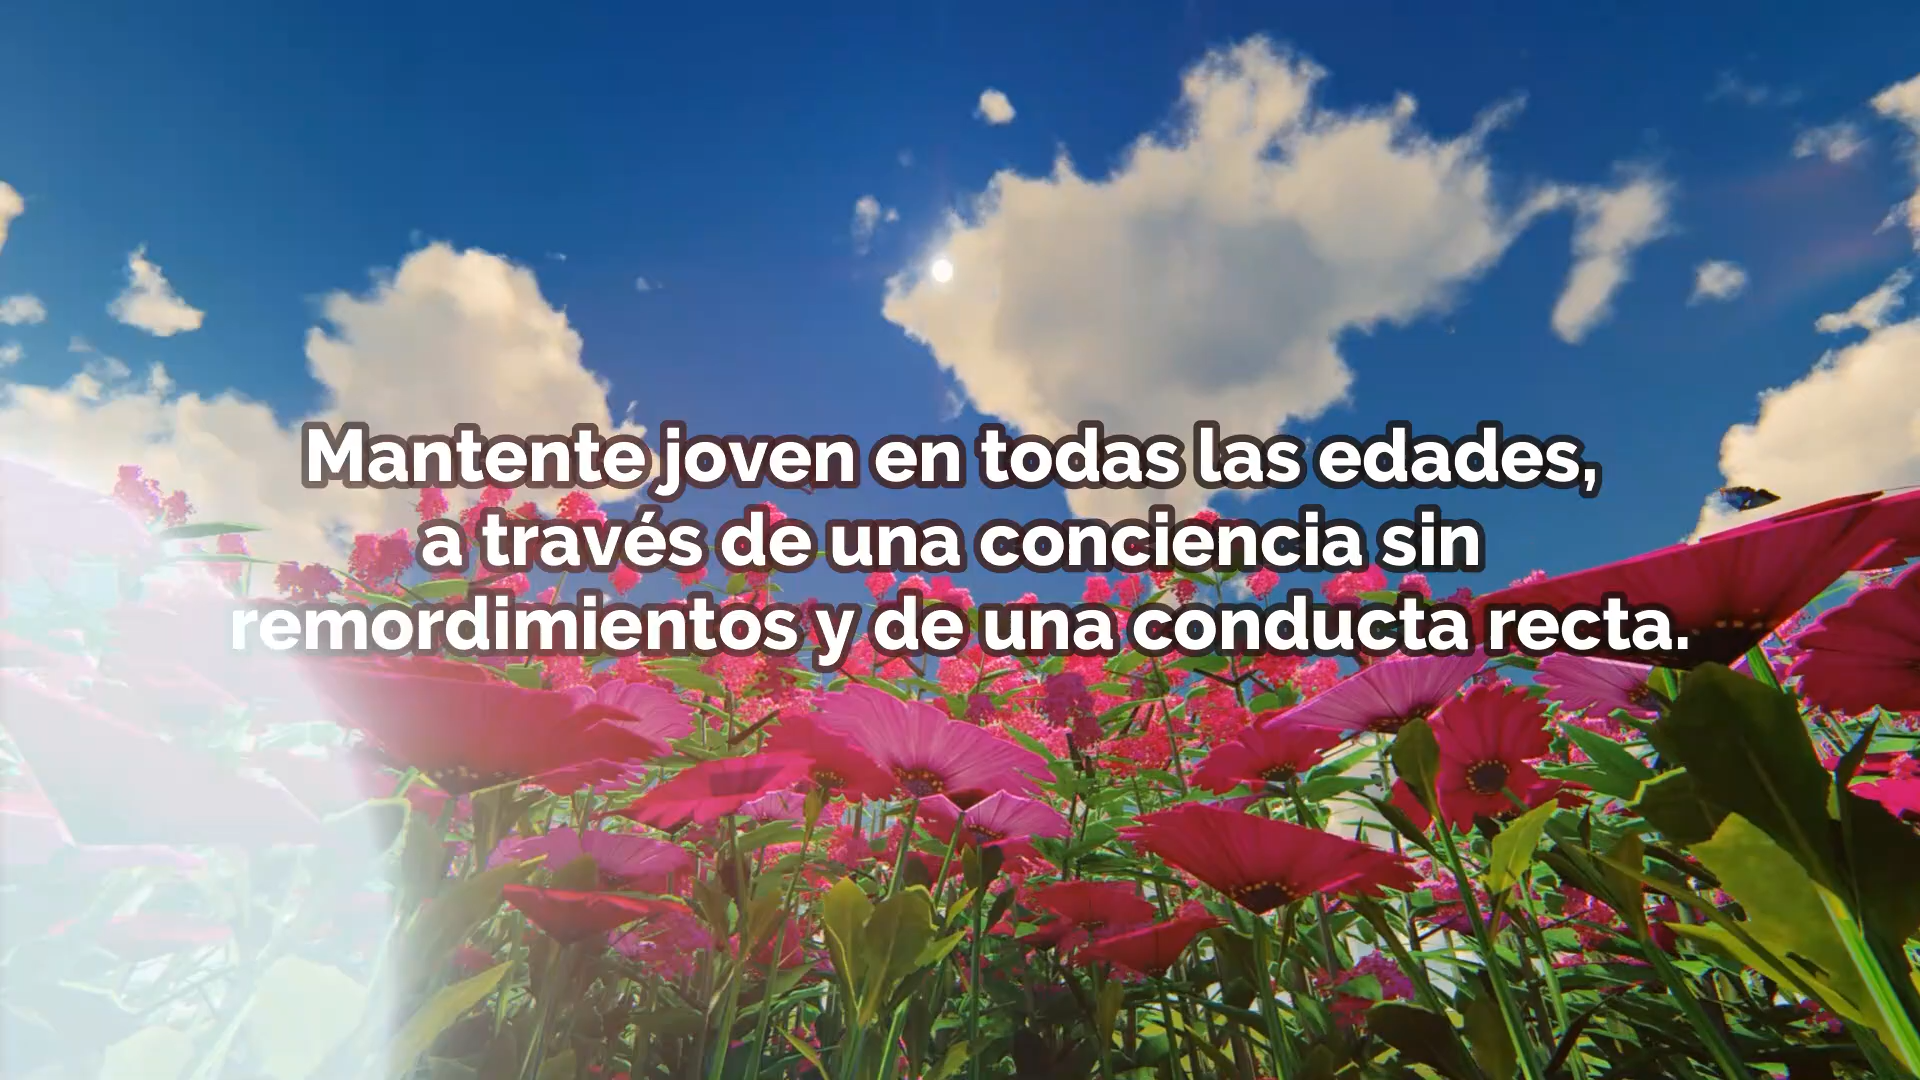 Mantente joven en todas las edades,
a través de una conciencia sin
remordimientos y de una conducta recta.